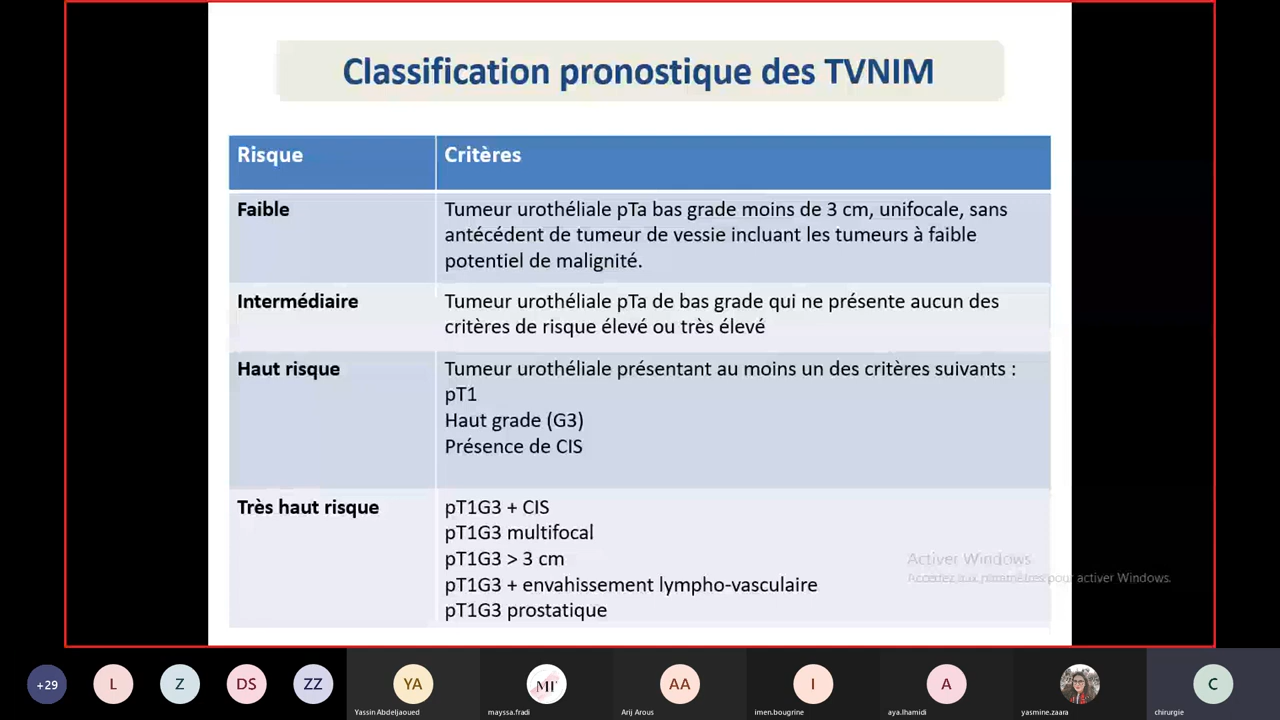 Classification pronostique des TVNIM
Risque
Critères
Faible
Tumeur urothéliale pTa bas grade moins de 3 cm, unifocale, sans
antécédent de tumeur de vessie incluant les tumeurs à faible
potentiel de malignité.
Intermédiaire
Tumeur urothéliale pTa de bas grade qui ne présente aucun des
critères de risque élevé ou très élevé
Haut risque
Tumeur urothéliale présentant au moins un des critères suivants :
pT1
Haut grade (G3)
Présence de CIS
Très haut risque
pT1G3 + CIS
pT1G3 multifocal
pT1G3 > 3 cm
pT1G3 + envahissement lympho-vasculaire
pT1G3 prostatique
Activer Windows
Accédez aux paramètres pour activer Windows.
+29
L
Z
DS
ZZ
YA
Yassin Abdeljaoued
MF
mayssa.fradi
AA
Arij Arous
I
imen.bougrine
A
aya.lhamidi
yasmine.zaara
C
chirurgie